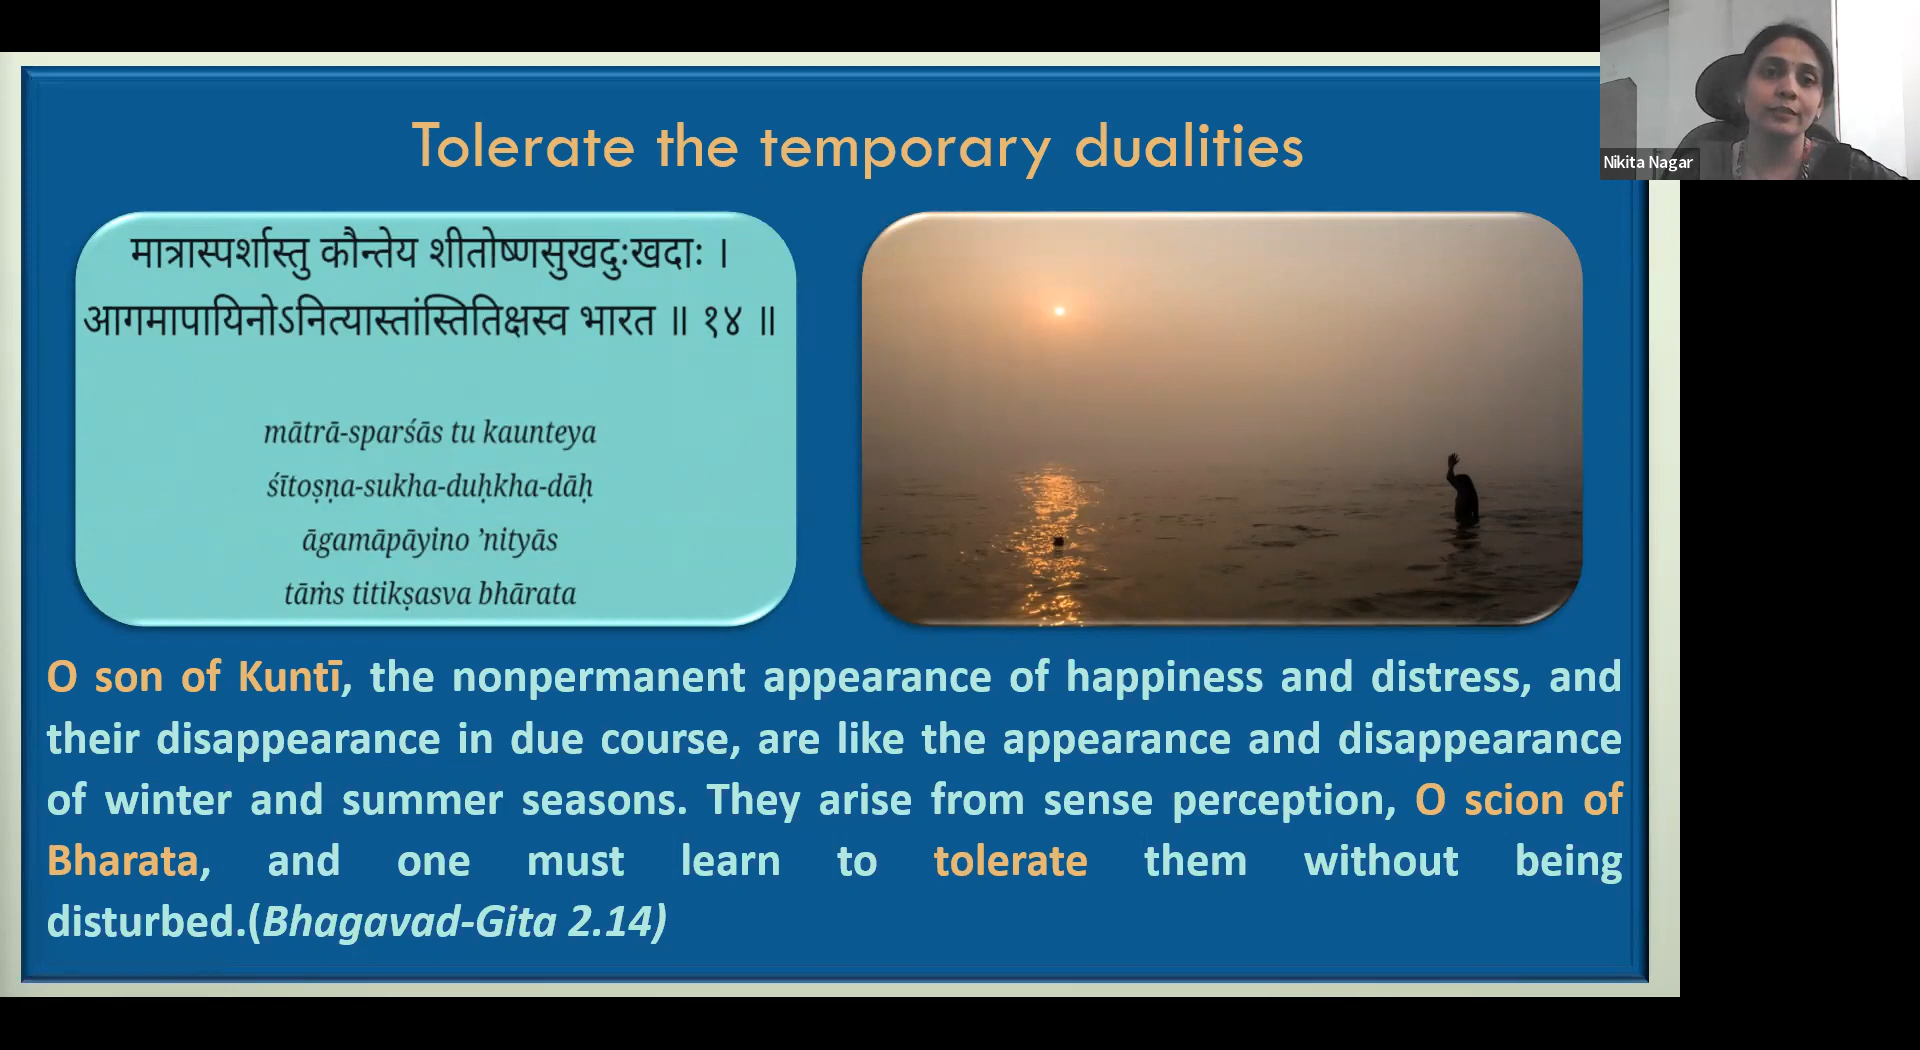 Tolerate the temporary dualities
मात्रास्पर्शास्तु कौन्तेय शीतोष्णसुखदुःखदाः ।
आगमापायिनोऽनित्यास्तांस्तितिक्षस्व भारत ॥ १४ ॥
mātrā-sparśās tu kaunteya
śītoṣṇa-sukha-duḥkha-dāḥ
āgamāpāyino ’nityās
tāṁs titikṣasva bhārata
O son of Kuntī, the nonpermanent appearance of happiness and distress, and
their disappearance in due course, are like the appearance and disappearance
of winter and summer seasons. They arise from sense perception, O scion of
Bharata, and one must learn to tolerate them without being
disturbed.(Bhagavad-Gita 2.14)
Nikita Nagar